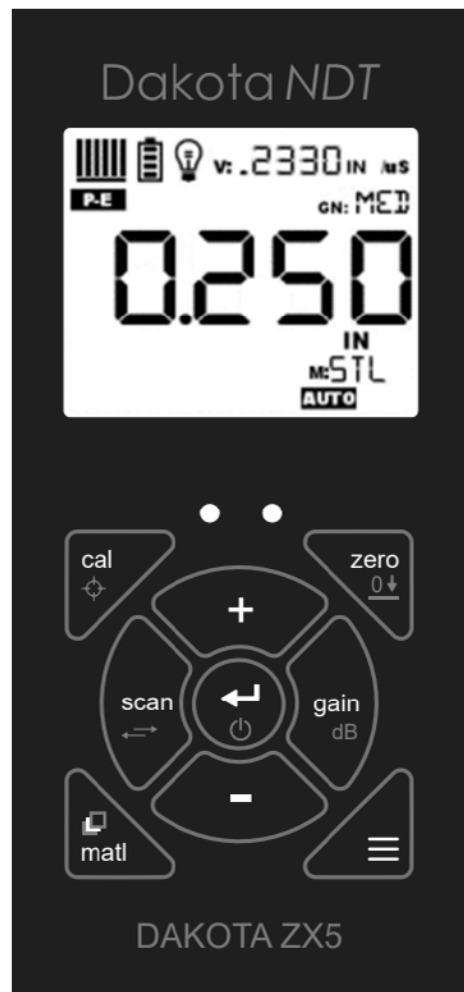 Dakota NDT
V: .2330 IN /uS
P-E
GN: MED
0.250
IN
M: STL
AUTO
cal
zero
0
+
scan
gain
dB
-
matl
DAKOTA ZX5